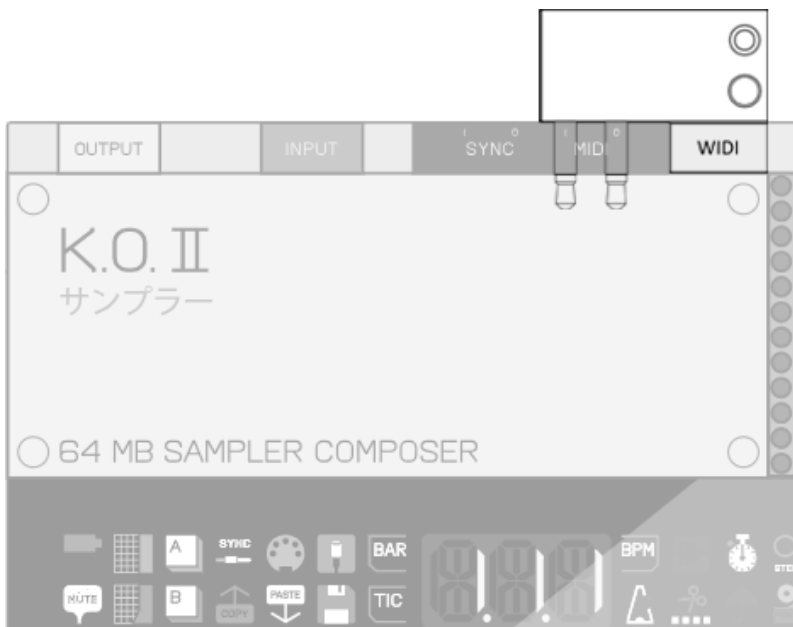 OUTPUT INPUT SYNC MIDI WIDI
I O I O
K.O. II
サンプラー
64 MB SAMPLER COMPOSER
A SYNC BAR BPM
MUTE B COPY PASTE TIC